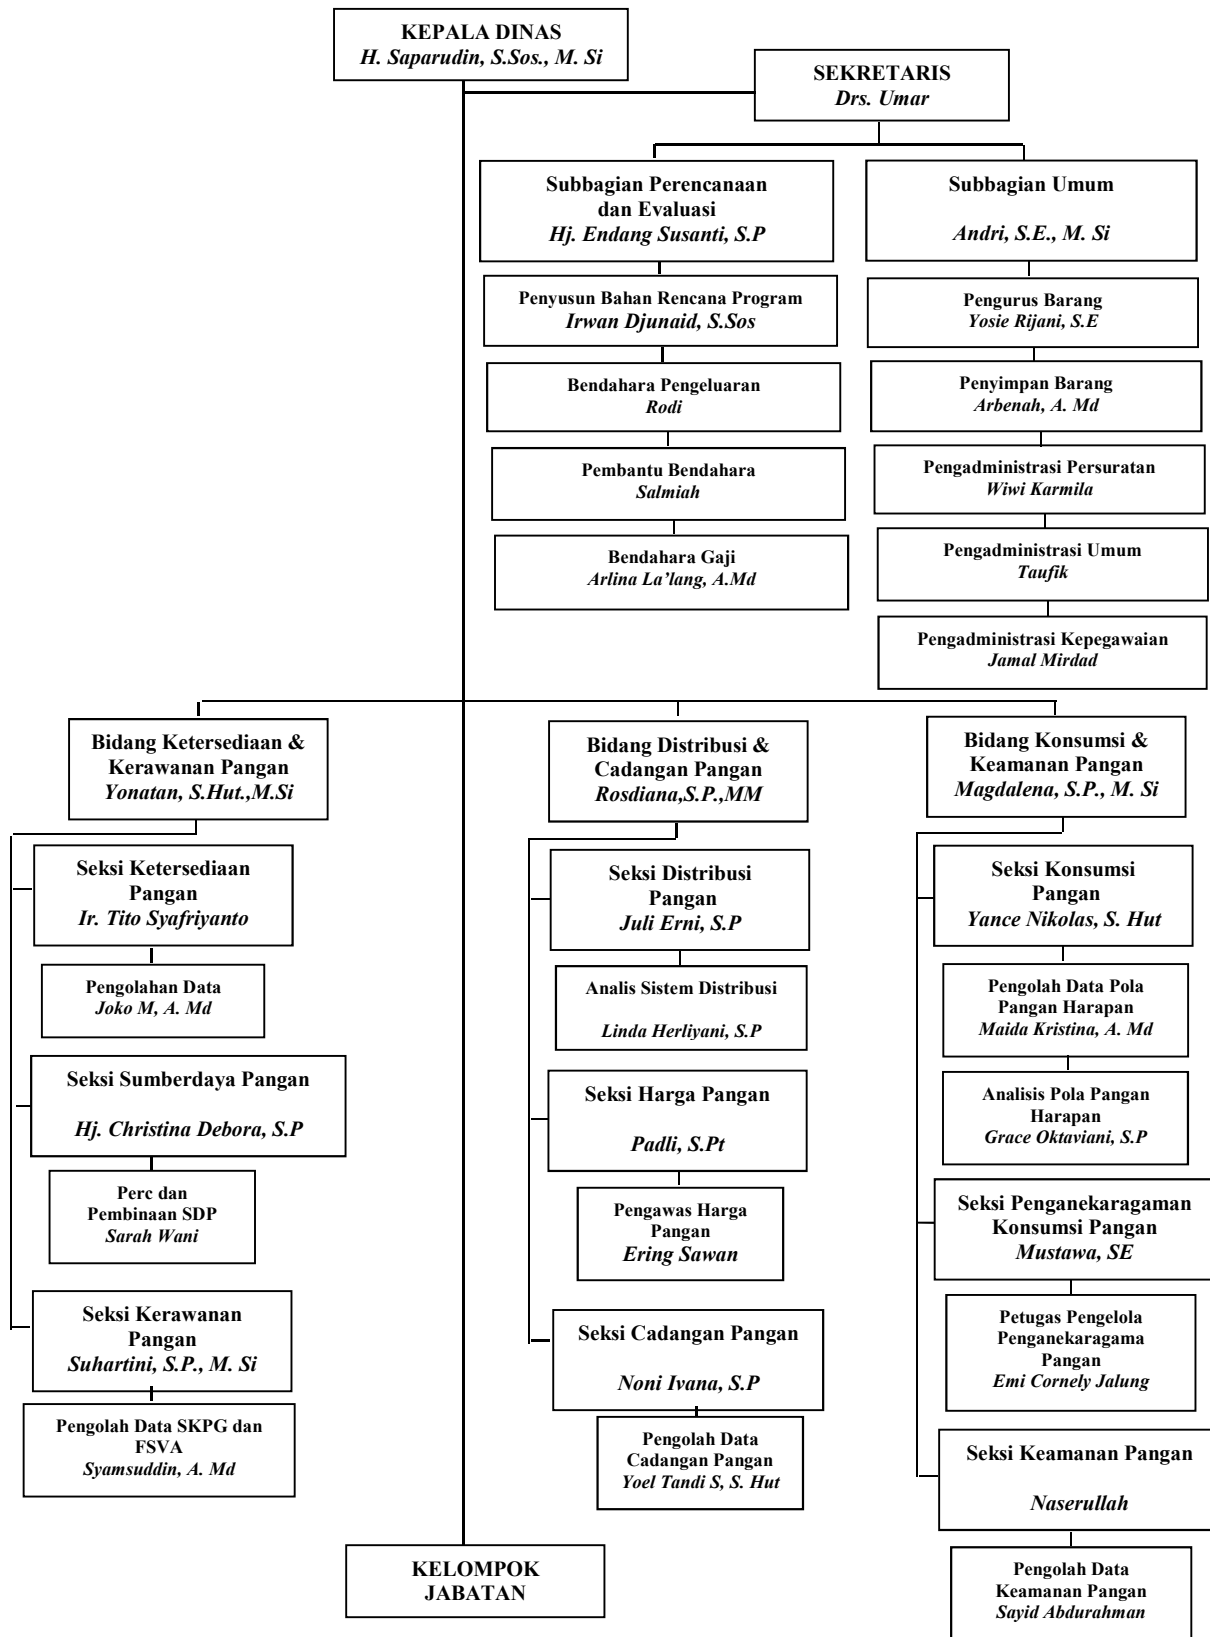 KEPALA DINAS
H. Saparudin, S.Sos., M. Si
SEKRETARIS
Drs. Umar
Subbagian Perencanaan
dan Evaluasi
Hj. Endang Susanti, S.P
Subbagian Umum
Andri, S.E., M. Si
Penyusun Bahan Rencana Program
Irwan Djunaid, S.Sos
Pengurus Barang
Yosie Rijani, S.E
Bendahara Pengeluaran
Rodi
Penyimpan Barang
Arbenah, A. Md
Pembantu Bendahara
Salmiah
Pengadministrasi Persuratan
Wiwi Karmila
Bendahara Gaji
Arlina La’lang, A.Md
Pengadministrasi Umum
Taufik
Pengadministrasi Kepegawaian
Jamal Mirdad
Bidang Ketersediaan &
Kerawanan Pangan
Yonatan, S.Hut.,M.Si
Seksi Ketersediaan
Pangan
Ir. Tito Syafriyanto
Pengolahan Data
Joko M, A. Md
Seksi Sumberdaya Pangan
Hj. Christina Debora, S.P
Perc dan
Pembinaan SDP
Sarah Wani
Seksi Kerawanan
Pangan
Suhartini, S.P., M. Si
Pengolah Data SKPG dan
FSVA
Syamsuddin, A. Md
Bidang Distribusi &
Cadangan Pangan
Rosdiana,S.P.,MM
Seksi Distribusi
Pangan
Juli Erni, S.P
Analis Sistem Distribusi
Linda Herliyani, S.P
Seksi Harga Pangan
Padli, S.Pt
Pengawas Harga
Pangan
Ering Sawan
Seksi Cadangan Pangan
Noni Ivana, S.P
Pengolah Data
Cadangan Pangan
Yoel Tandi S, S. Hut
Bidang Konsumsi &
Keamanan Pangan
Magdalena, S.P., M. Si
Seksi Konsumsi
Pangan
Yance Nikolas, S. Hut
Pengolah Data Pola
Pangan Harapan
Maida Kristina, A. Md
Analisis Pola Pangan
Harapan
Grace Oktaviani, S.P
Seksi Penganekaragaman
Konsumsi Pangan
Mustawa, SE
Petugas Pengelola
Penganekaragama
Pangan
Emi Cornely Jalung
Seksi Keamanan Pangan
Naserullah
Pengolah Data
Keamanan Pangan
Sayid Abdurahman
KELOMPOK
JABATAN